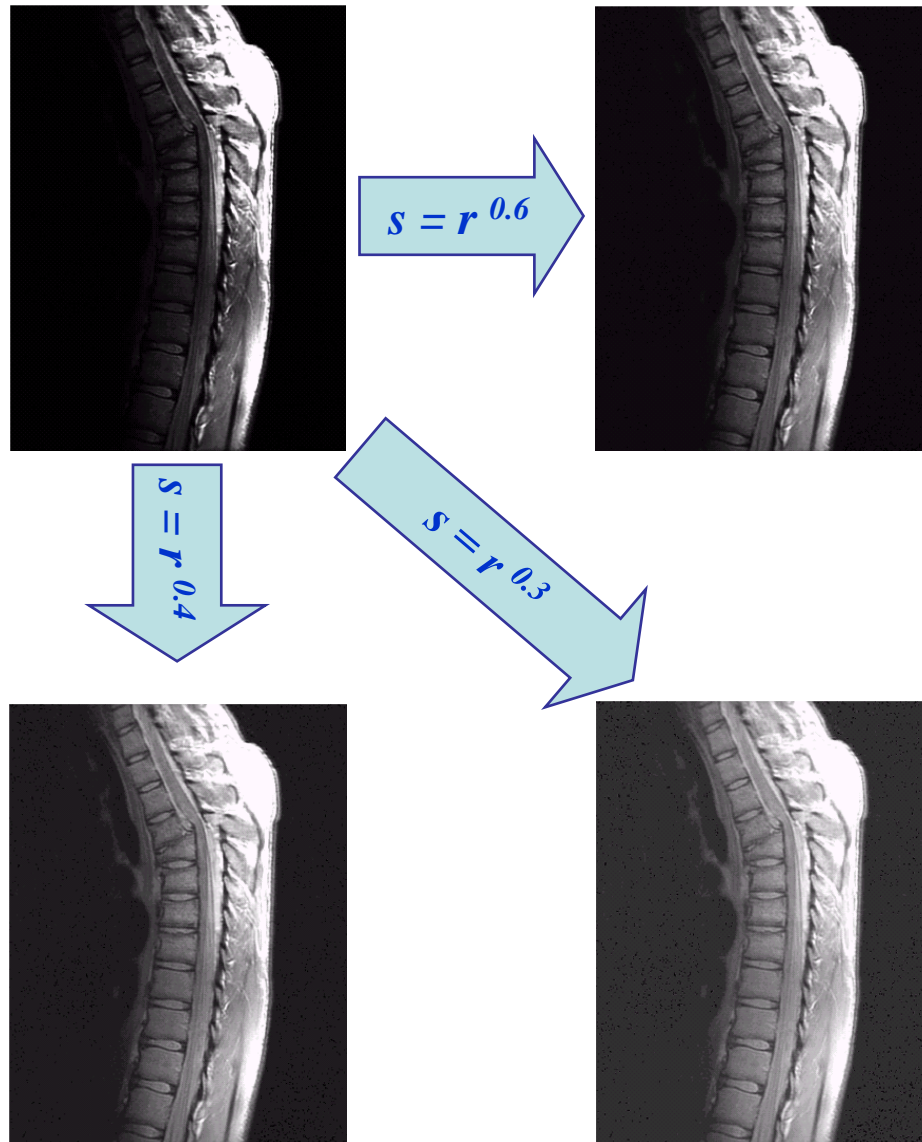 s = r 0.6
s = r 0.4
s = r 0.3